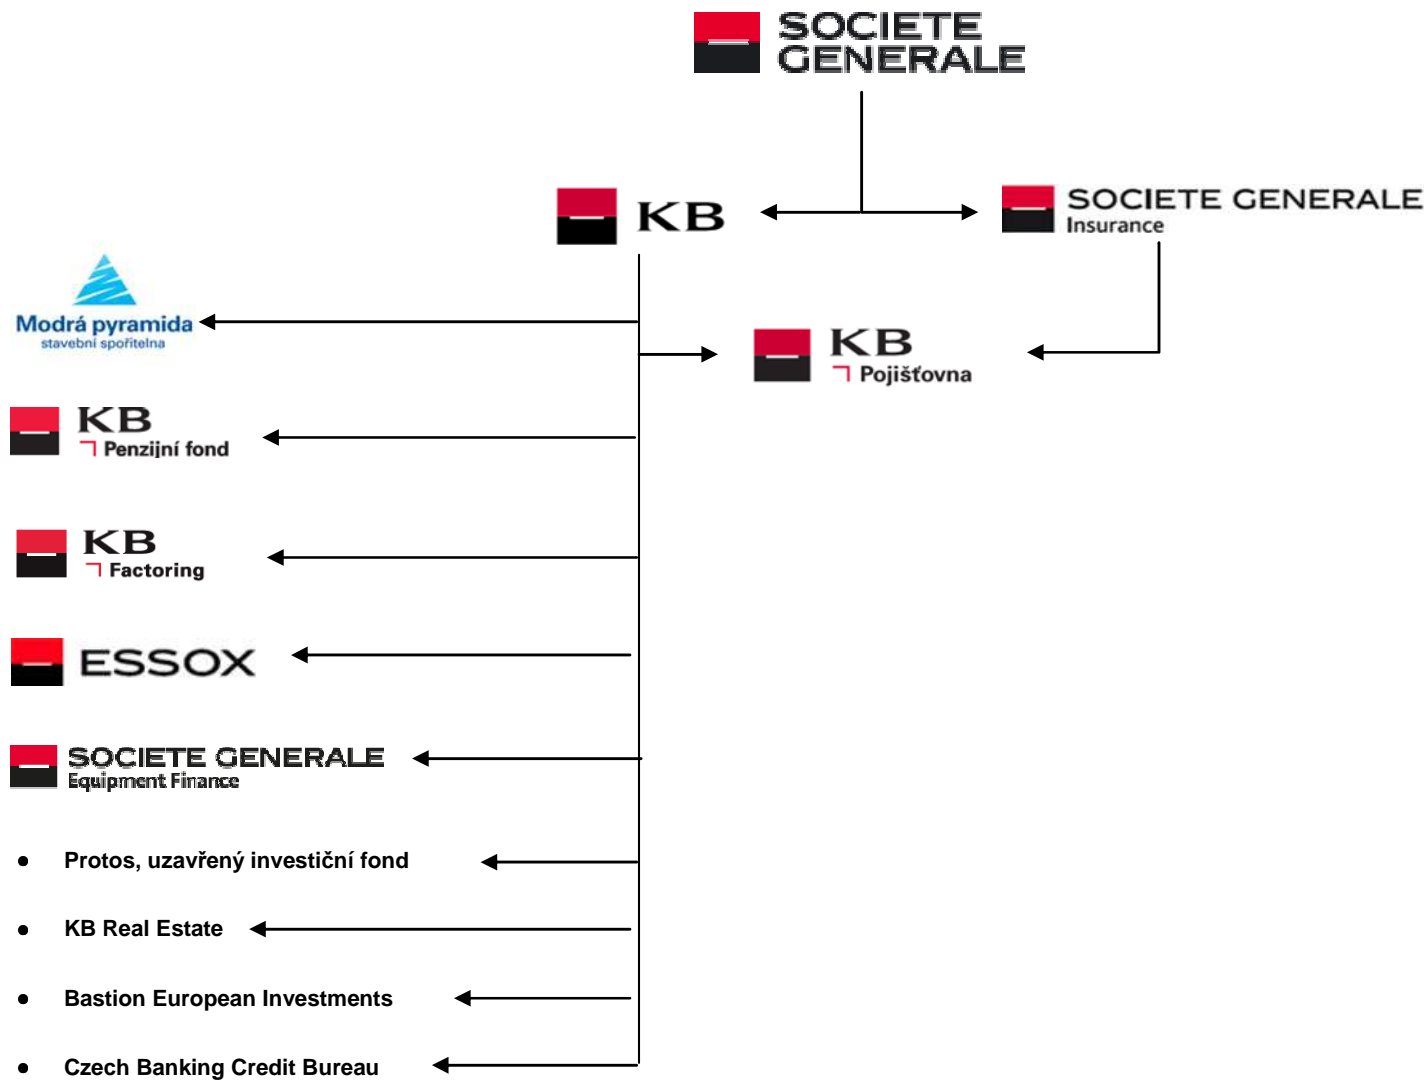 SOCIETE
GENERALE
KB
SOCIETE GENERALE
Insurance
Modrá pyramida
stavební spořitelna
KB
Pojišťovna
KB
Penzijní fond
KB
Factoring
ESSOX
SOCIETE GENERALE
Equipment Finance
• Protos, uzavřený investiční fond
• KB Real Estate
• Bastion European Investments
• Czech Banking Credit Bureau